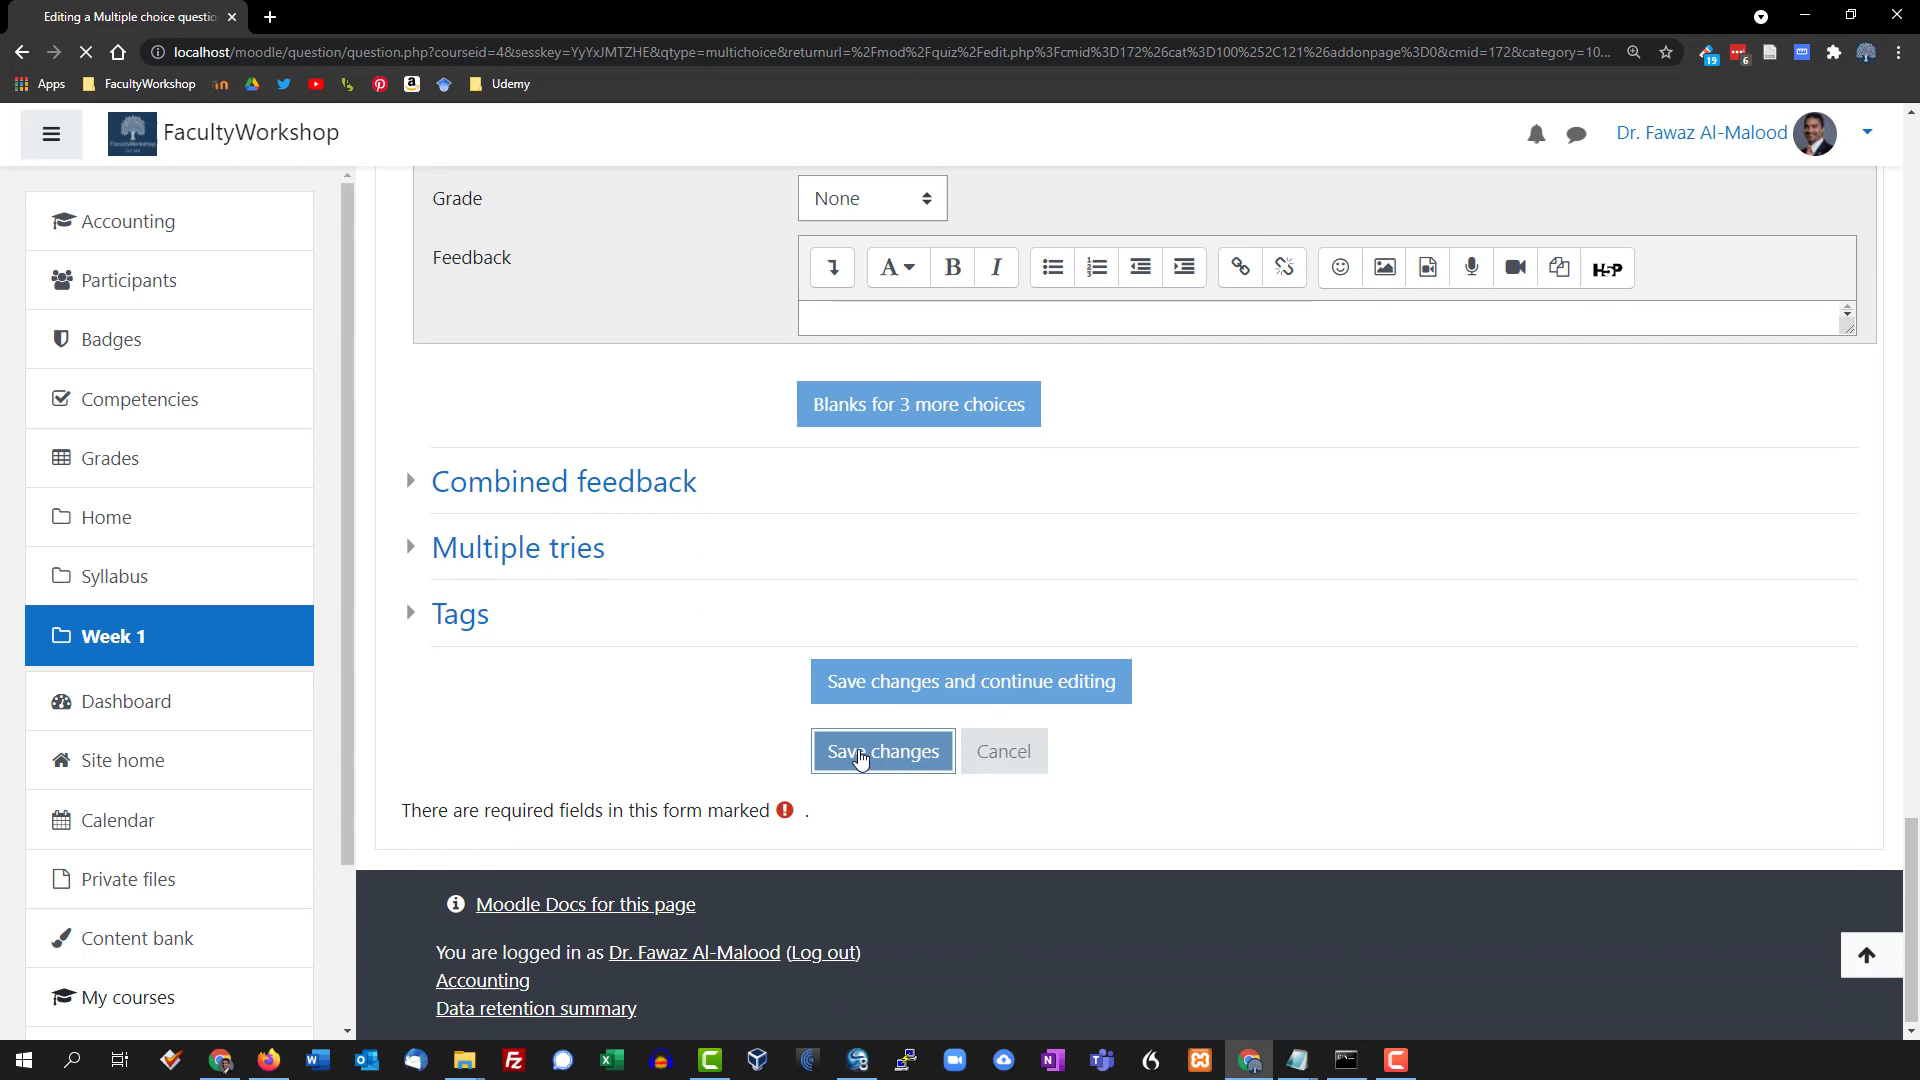 Editing a Multiple choice questio
localhost/moodle/question/question.php?courseid=4&sesskey=YyYxJMTZHE&qtype=multichoice&returnurl=%2Fmod%2Fquiz%2Fedit.php%3Fcmid%3D172%26cat%3D100%252C121%26addonpage%3D0&cmid=172&category=10...
19
6
Apps
FacultyWorkshop
in
Udemy
FacultyWorkshop
Dr. Fawaz Al-Malood
Accounting
Participants
Badges
Competencies
Grades
Home
Syllabus
Week 1
Dashboard
Site home
Calendar
Private files
Content bank
My courses
Grade
None
Feedback
A B I
H5P
Blanks for 3 more choices
Combined feedback
Multiple tries
Tags
Save changes and continue editing
Save changes Cancel
There are required fields in this form marked .
Moodle Docs for this page
You are logged in as Dr. Fawaz Al-Malood (Log out)
Accounting
Data retention summary